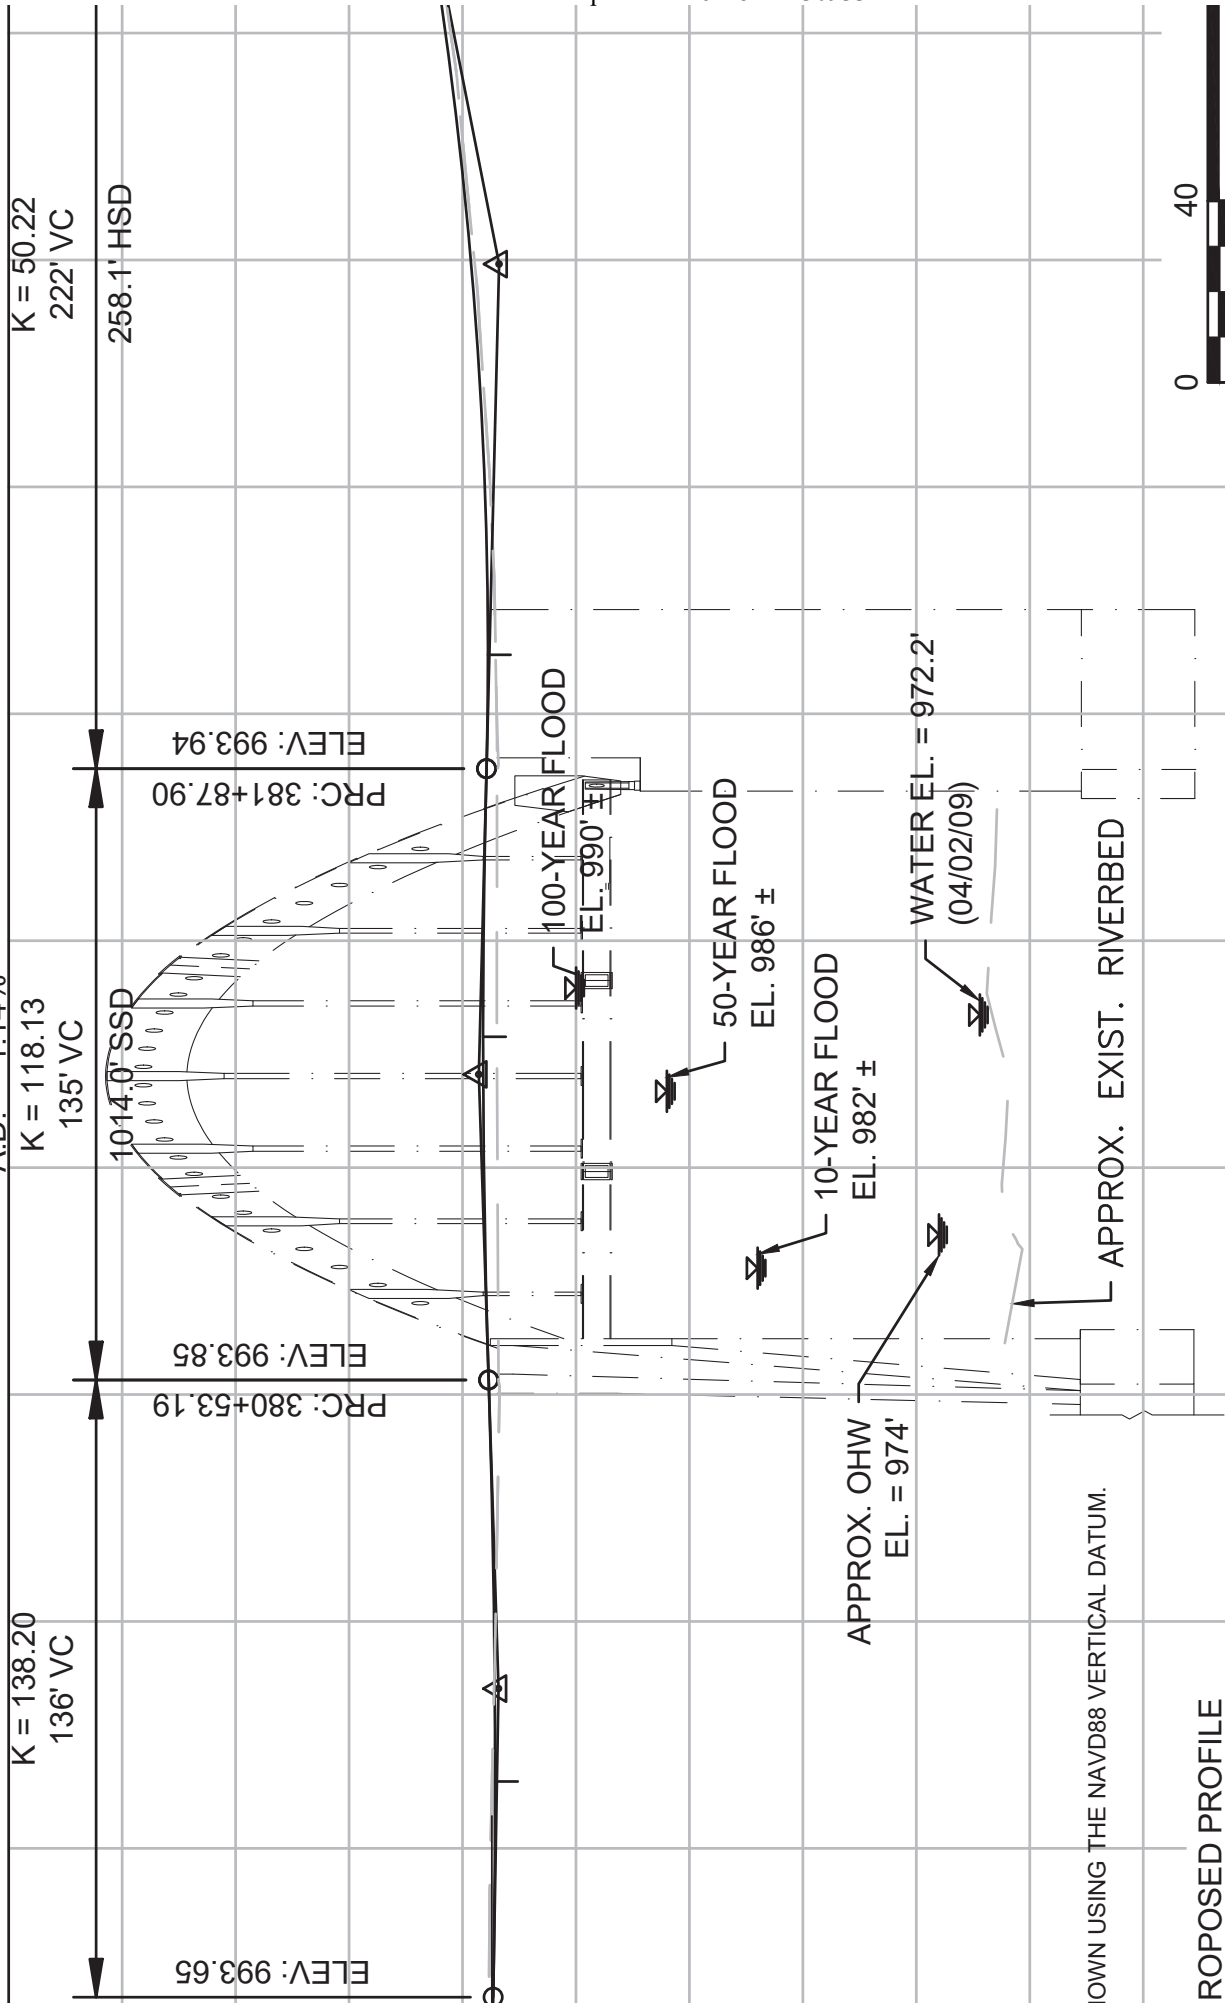 K = 138.20
136' VC
K = 118.13
135' VC
1014.0' SSD
K = 50.22
222' VC
258.1' HSD
ELEV: 993.65
PRC: 380+53.19
ELEV: 993.85
PRC: 381+87.90
ELEV: 993.94
100-YEAR FLOOD
EL. 990' ±
50-YEAR FLOOD
EL. 986' ±
10-YEAR FLOOD
EL. 982' ±
APPROX. OHW
EL. = 974'
WATER EL. = 972.2'
(04/02/09)
APPROX. EXIST. RIVERBED
OWN USING THE NAVD88 VERTICAL DATUM.
ROPOSED PROFILE
0 40